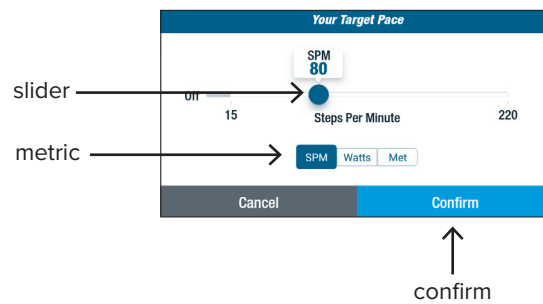 Your Target Pace
SPM
80
slider
Off
15
Steps Per Minute
220
metric
SPM Watts Met
Cancel Confirm
confirm